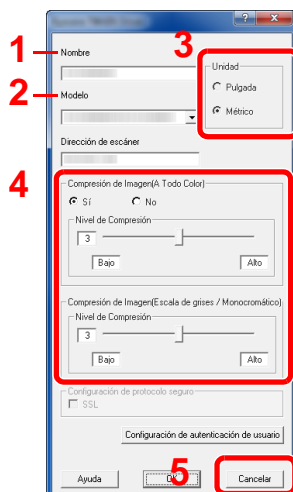 1
Nombre
3
Unidad
Pulgada
Métrico
2
Modelo
Dirección de escáner
4
Compresión de Imagen(A Todo Color)
Sí
No
Nivel de Compresión
3
Bajo
Alto
Compresión de Imagen(Escala de grises / Monocromático)
Nivel de Compresión
3
Bajo
Alto
Configuración de protocolo seguro
SSL
Configuración de autenticación de usuario
Ayuda
5
Cancelar